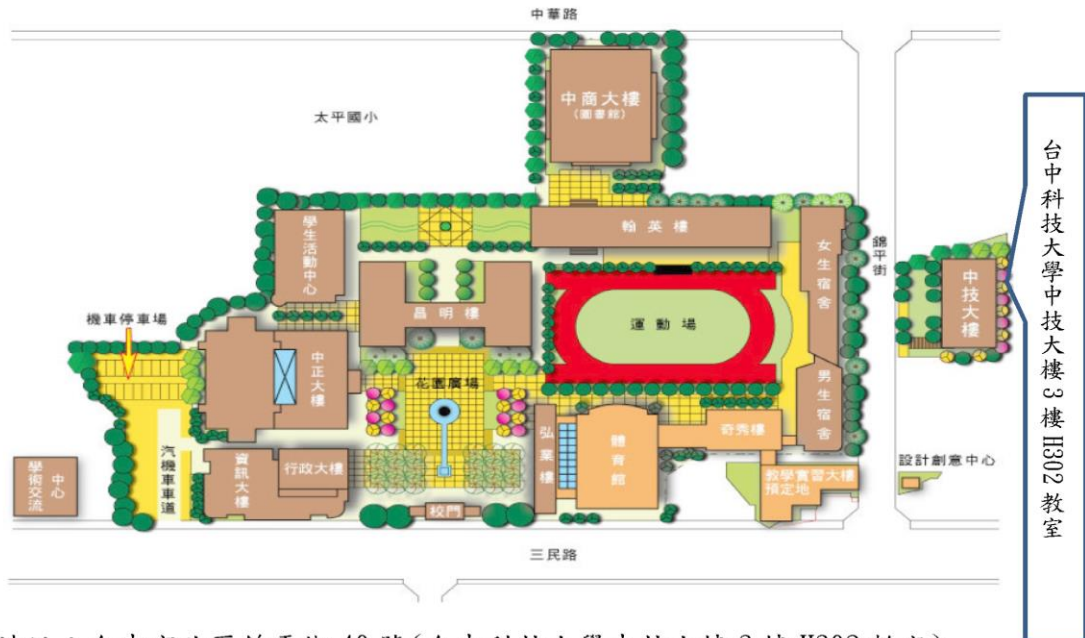 中華路
中商大樓
(圖書館)
太平國小
學生活動中心
翰英樓
女生宿舍
錦平街
中技大樓
台中科技大學中技大樓3樓H302教室
機車停車場
昌明樓
運動場
中正大樓
花園廣場
男生宿舍
弘業樓
體育館
奇秀樓
學術交流
中心
汽機車車道
資訊大樓
行政大樓
教學實習大樓
預定地
設計創意中心
校門
三民路